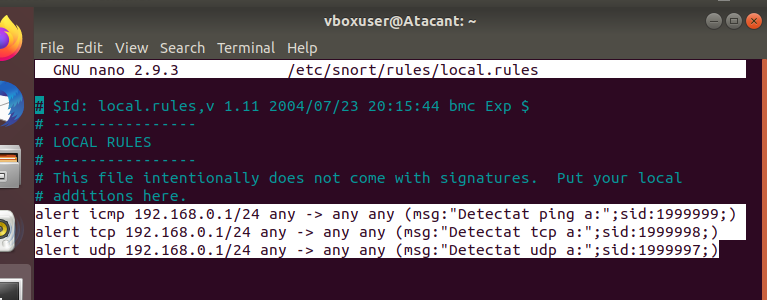 vboxuser@Atacant: ~
File Edit View Search Terminal Help
GNU nano 2.9.3 /etc/snort/rules/local.rules
# $Id: local.rules,v 1.11 2004/07/23 20:15:44 bmc Exp $
# ----------------
# LOCAL RULES
# ----------------
# This file intentionally does not come with signatures.  Put your local
# additions here.
alert icmp 192.168.0.1/24 any -> any any (msg:"Detectat ping a:";sid:1999999;)
alert tcp 192.168.0.1/24 any -> any any (msg:"Detectat tcp a:";sid:1999998;)
alert udp 192.168.0.1/24 any -> any any (msg:"Detectat udp a:";sid:1999997;)